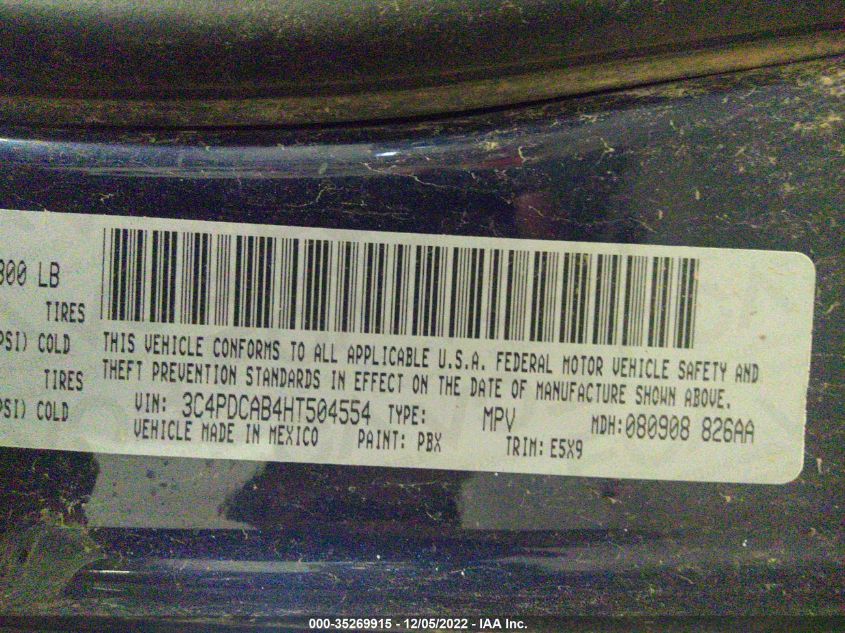 800 LB
TIRES
PSI) COLD
TIRES
PSI) COLD
THIS VEHICLE CONFORMS TO ALL APPLICABLE U.S.A. FEDERAL MOTOR VEHICLE SAFETY AND
THEFT PREVENTION STANDARDS IN EFFECT ON THE DATE OF MANUFACTURE SHOWN ABOVE.
VIN: 3C4PDCAB4HT504554 TYPE: MPV MDH:080908 826AA
VEHICLE MADE IN MEXICO PAINT: PBX TRIM: E5X9
000-35269915 - 12/05/2022 - IAA Inc.